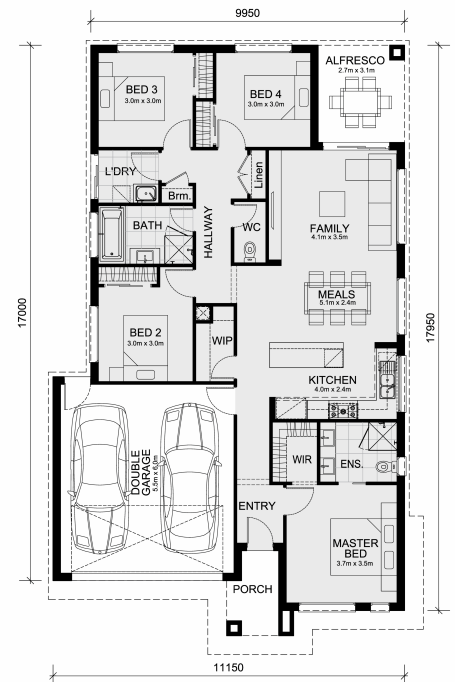 9950
ALFRESCO
2.7m x 3.1m
BED 3
3.0m x 3.0m
BED 4
3.0m x 3.0m
L'DRY
Brm.
Linen
BATH
HALLWAY
WC
FAMILY
4.1m x 3.5m
MEALS
5.1m x 2.4m
17000
17950
BED 2
3.0m x 3.0m
WIP
KITCHEN
4.0m x 2.4m
DOUBLE
GARAGE
5.5m x 6.0m
WIR
ENS.
ENTRY
MASTER
BED
3.7m x 3.5m
PORCH
11150